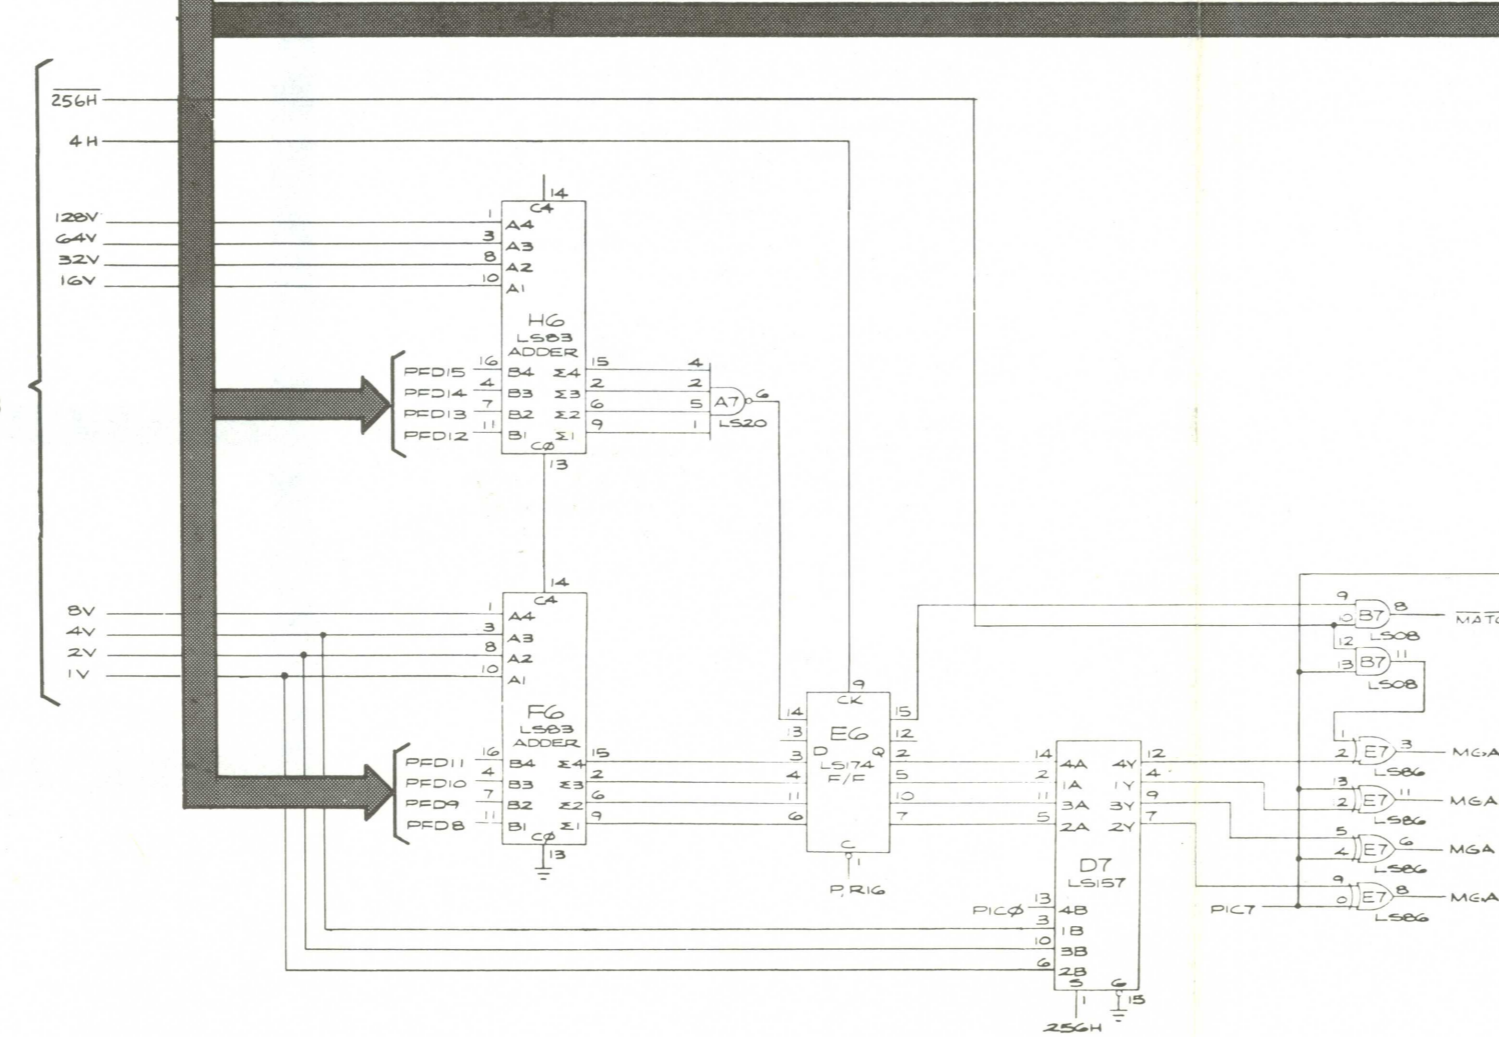 256H
4H
14
C4
128V 1 A4
64V 3 A3
32V 8 A2
16V 10 A1
H6
LS83
ADDER
PFD15 16 B4 Σ4 15 4
PFD14 4 B3 Σ3 2 2
PFD13 7 B2 Σ2 6 5
PFD12 11 B1 Σ1 9 1
A7 6
LS20
CØ
13
14
C4
8V 1 A4
4V 3 A3
2V 8 A2
1V 10 A1
F6
LS83
ADDER
PFD11 16 B4 Σ4 15
PFD10 4 B3 Σ3 2
PFD9 7 B2 Σ2 6
PFD8 11 B1 Σ1 9
CØ
13
9
CK
14 15
13 E6 12
3 D Q 2
4 LS174 5
11 F/F 10
6 7
C
1
P.R16
14 4A 4Y 12
2 1A 1Y 4
11 3A 3Y 9
5 2A 2Y 7
D7
LS157
PICØ 13 4B
3 1B
10 3B
6 2B
S G
1 15
256H
9
10 B7 8
LS08
12
13 B7 11
LS08
1
2 E7 3 MGA
LS86
13
12 E7 11 MGA
LS86
5
4 E7 6 MGA
LS86
9
PIC7 10 E7 8 MGA
LS86